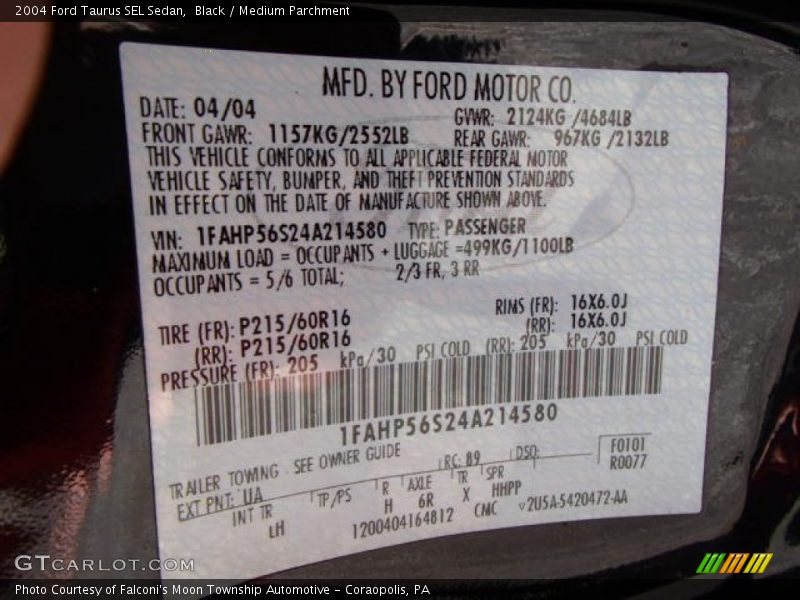 2004 Ford Taurus SEL Sedan, Black / Medium Parchment
MFD. BY FORD MOTOR CO.
DATE: 04/04 GVWR: 2124KG /4684LB
FRONT GAWR: 1157KG/2552LB REAR GAWR: 967KG /2132LB
THIS VEHICLE CONFORMS TO ALL APPLICABLE FEDERAL MOTOR
VEHICLE SAFETY, BUMPER, AND THEFT PREVENTION STANDARDS
IN EFFECT ON THE DATE OF MANUFACTURE SHOWN ABOVE.
VIN: 1FAHP56S24A214580 TYPE: PASSENGER
MAXIMUM LOAD = OCCUPANTS + LUGGAGE =499KG/1100LB
OCCUPANTS = 5/6 TOTAL; 2/3 FR, 3 RR
TIRE (FR): P215/60R16 RIMS (FR): 16X6.0J
(RR): P215/60R16 (RR): 16X6.0J
PRESSURE (FR): 205 kPa/30 PSI COLD (RR): 205 kPa/30 PSI COLD
1FAHP56S24A214580
TRAILER TOWING - SEE OWNER GUIDE RC: 89 DSO: F0101
EXT PNT: UA R0077
INT TR TP/PS R AXLE TR SPR
LH H 6R X HHPP
1200404164812 CMC ▽2U5A-5420472-AA
GTCARLOT.COM
Photo Courtesy of Falconi's Moon Township Automotive - Coraopolis, PA